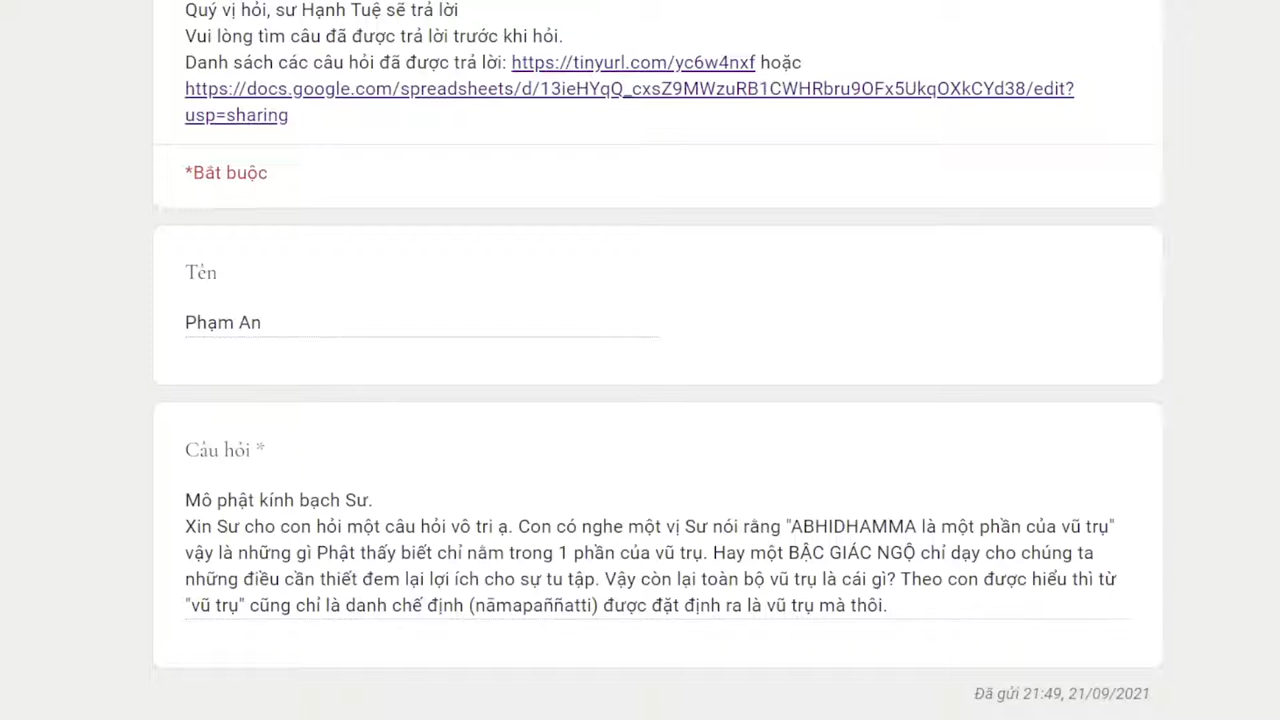 Quý vị hỏi, sư Hạnh Tuệ sẽ trả lời
Vui lòng tìm câu đã được trả lời trước khi hỏi.
Danh sách các câu hỏi đã được trả lời: https://tinyurl.com/yc6w4nxf hoặc
https://docs.google.com/spreadsheets/d/13ieHYqQ_cxsZ9MWzuRB1CWHRbru9OFx5UkqOXkCYd38/edit?
usp=sharing
*Bắt buộc
Tên
Phạm An
Câu hỏi *
Mô phật kính bạch Sư.
Xin Sư cho con hỏi một câu hỏi vô tri ạ. Con có nghe một vị Sư nói rằng "ABHIDHAMMA là một phần của vũ trụ"
vậy là những gì Phật thấy biết chỉ nằm trong 1 phần của vũ trụ. Hay một BẬC GIÁC NGỘ chỉ dạy cho chúng ta
những điều cần thiết đem lại lợi ích cho sự tu tập. Vậy còn lại toàn bộ vũ trụ là cái gì? Theo con được hiểu thì từ
"vũ trụ" cũng chỉ là danh chế định (nāmapaññatti) được đặt định ra là vũ trụ mà thôi.
Đã gửi 21:49, 21/09/2021